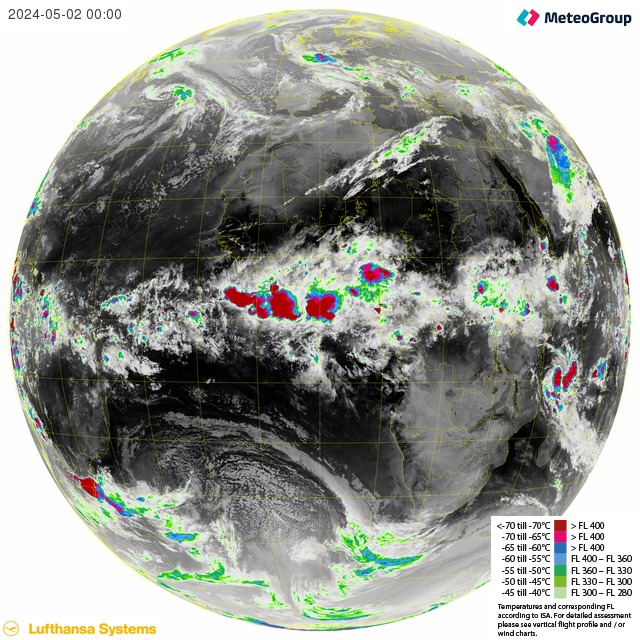 2024-05-02 00:00
MeteoGroup
<-70 till -70°C > FL 400
-70 till -65°C > FL 400
-65 till -60°C > FL 400
-60 till -55°C FL 400 – FL 360
-55 till -50°C FL 360 – FL 330
-50 till -45°C FL 330 – FL 300
-45 till -40°C FL 300 – FL 280
Temperatures and corresponding FL
according to ISA. For detailed assessment
please see vertical flight profile and / or
wind charts.
Lufthansa Systems